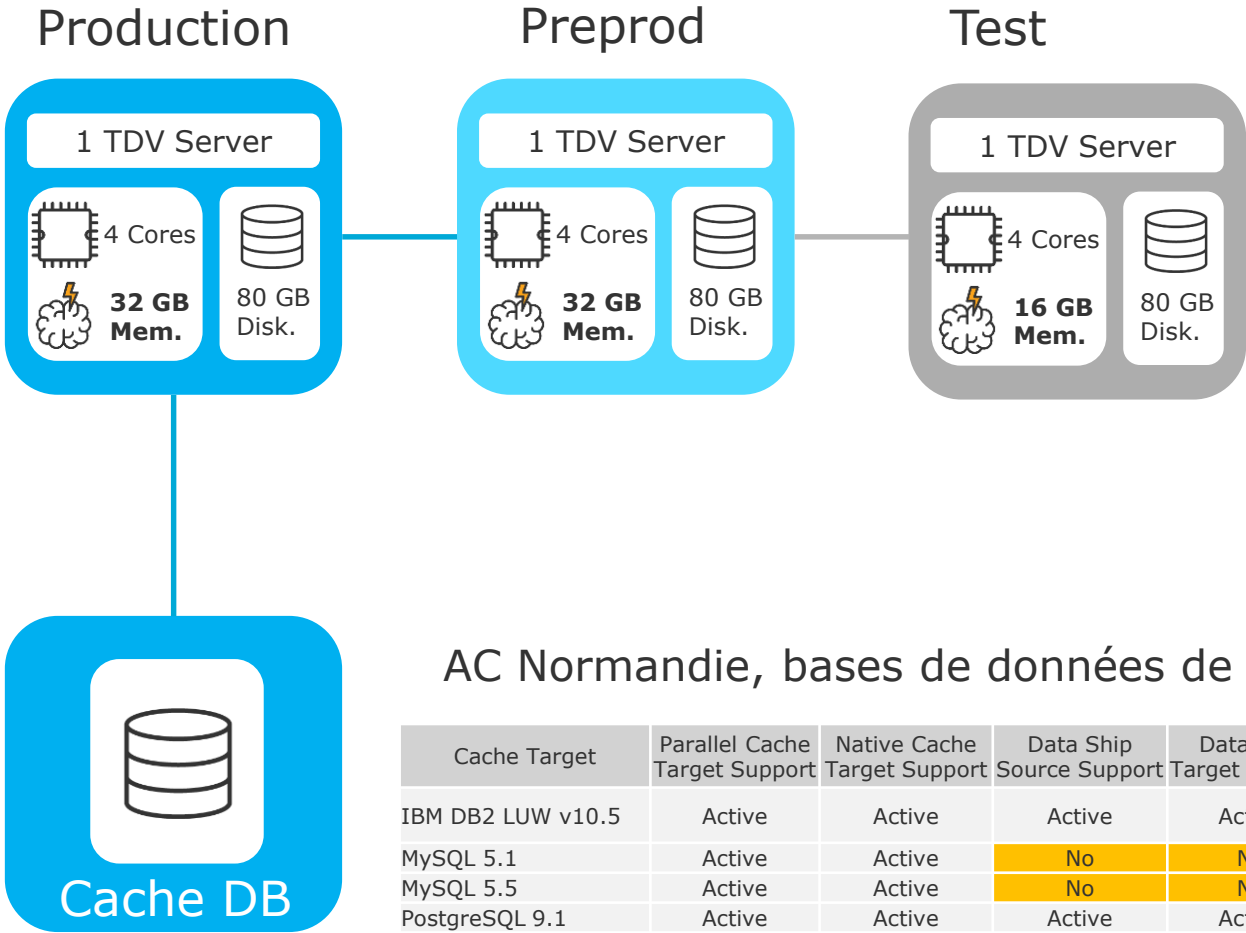 Production
Preprod
Test
1 TDV Server
4 Cores
32 GB
Mem.
80 GB
Disk.
1 TDV Server
4 Cores
32 GB
Mem.
80 GB
Disk.
1 TDV Server
4 Cores
16 GB
Mem.
80 GB
Disk.
Cache DB
AC Normandie, bases de données de
Cache Target
Parallel Cache
Target Support
Native Cache
Target Support
Data Ship
Source Support
Data
Target
IBM DB2 LUW v10.5 Active Active Active
MySQL 5.1 Active Active No
MySQL 5.5 Active Active No
PostgreSQL 9.1 Active Active Active